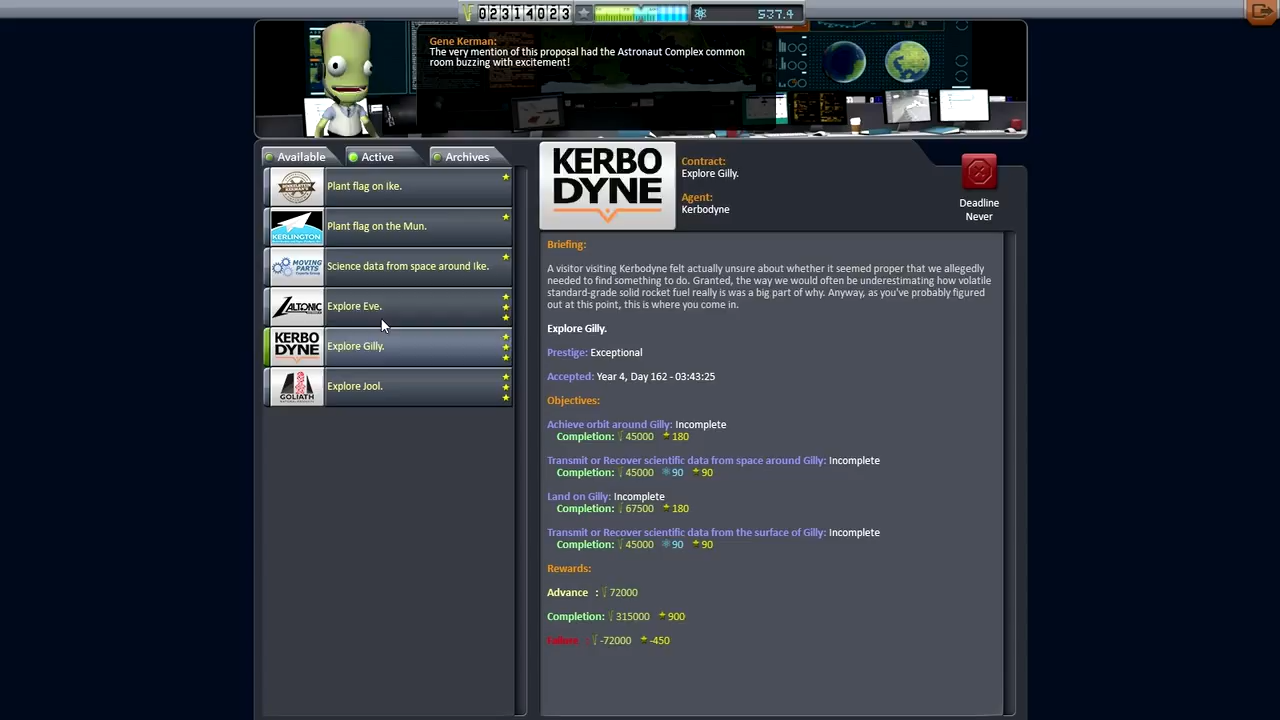 02314023
537.4
Gene Kerman:
The very mention of this proposal had the Astronaut Complex common
room buzzing with excitement!
Available
Active
Archives
Plant flag on Ike.
KERLINGTON
Plant flag on the Mun.
MOVING
PARTS
Science data from space around Ike.
ZALTONIC
Explore Eve.
KERBO
DYNE
Explore Gilly.
GOLIATH
Explore Jool.
KERBO
DYNE
Contract:
Explore Gilly.
Agent:
Kerbodyne
Deadline
Never
Briefing:
A visitor visiting Kerbodyne felt actually unsure about whether it seemed proper that we allegedly
needed to find something to do. Granted, the way we would often be underestimating how volatile
standard-grade solid rocket fuel really is was a big part of why. Anyway, as you've probably figured
out at this point, this is where you come in.
Explore Gilly.
Prestige: Exceptional
Accepted: Year 4, Day 162 - 03:43:25
Objectives:
Achieve orbit around Gilly: Incomplete
Completion: 45000 180
Transmit or Recover scientific data from space around Gilly: Incomplete
Completion: 45000 90 90
Land on Gilly: Incomplete
Completion: 67500 180
Transmit or Recover scientific data from the surface of Gilly: Incomplete
Completion: 45000 90 90
Rewards:
Advance : 72000
Completion: 315000 900
Failure : -72000 -450